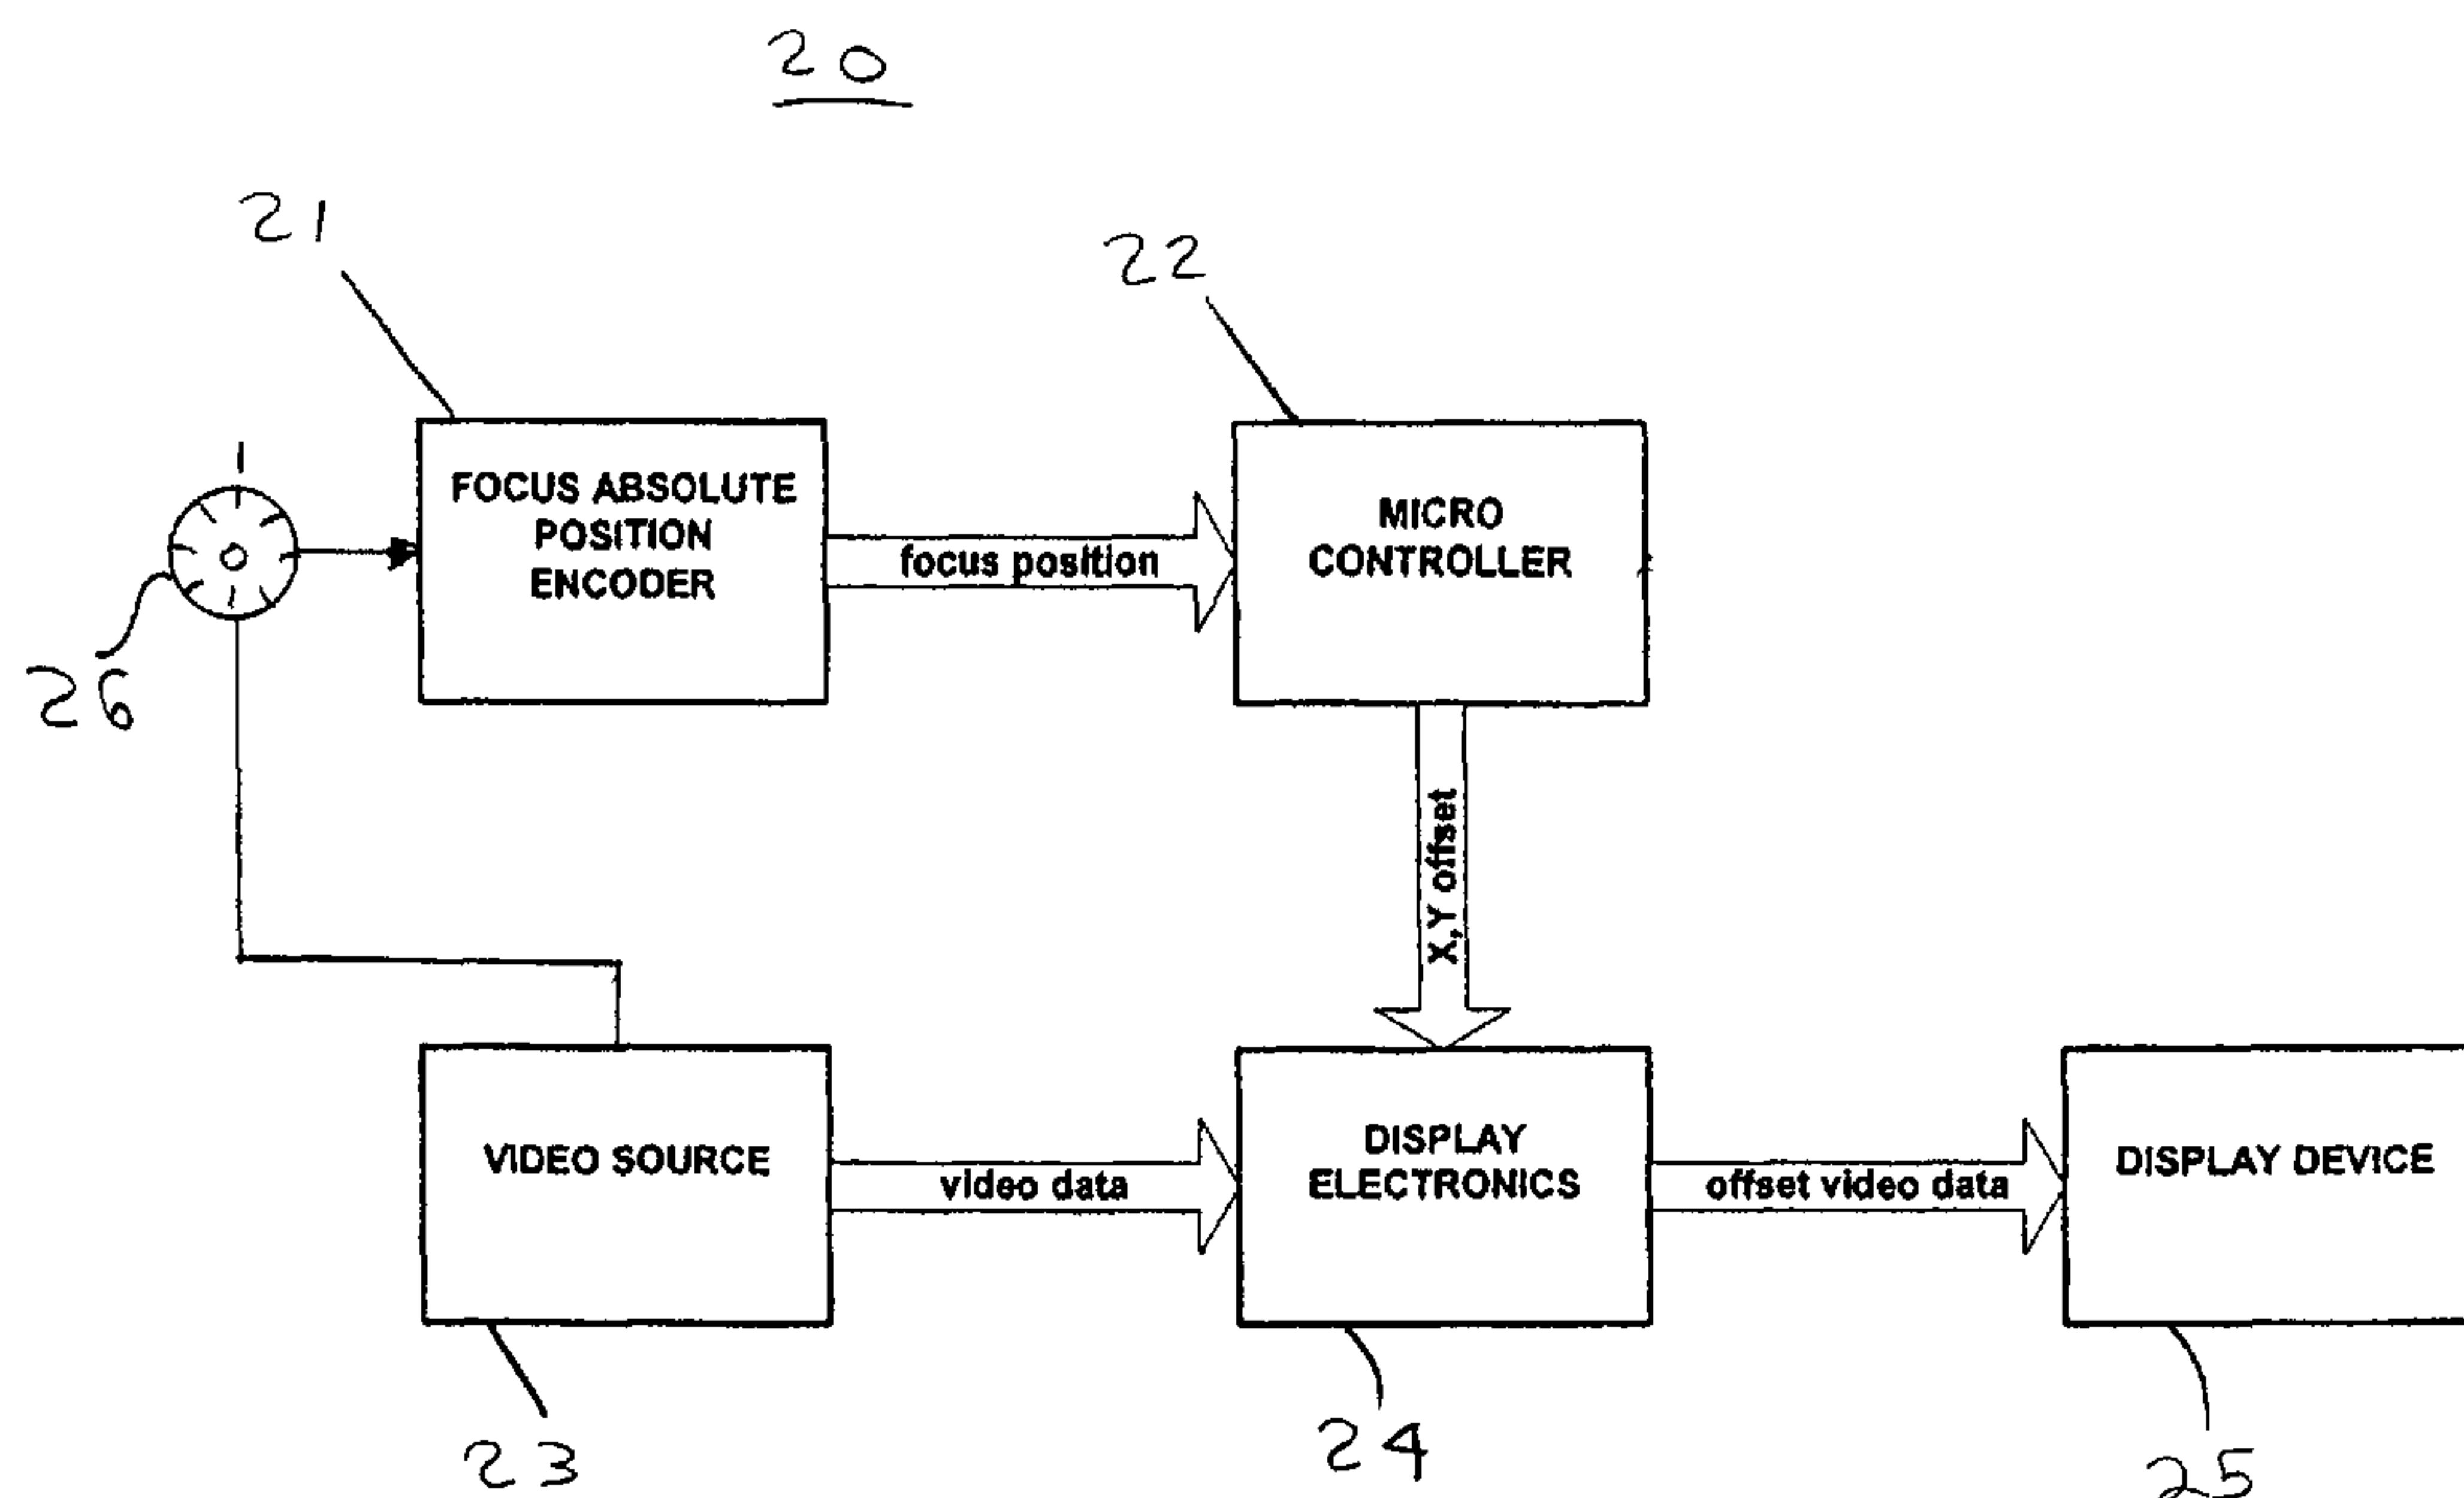 20
21
22
FOCUS ABSOLUTE
POSITION
ENCODER
focus position
MICRO
CONTROLLER
26
X,Y offset
VIDEO SOURCE
video data
DISPLAY
ELECTRONICS
offset video data
DISPLAY DEVICE
23
24
25